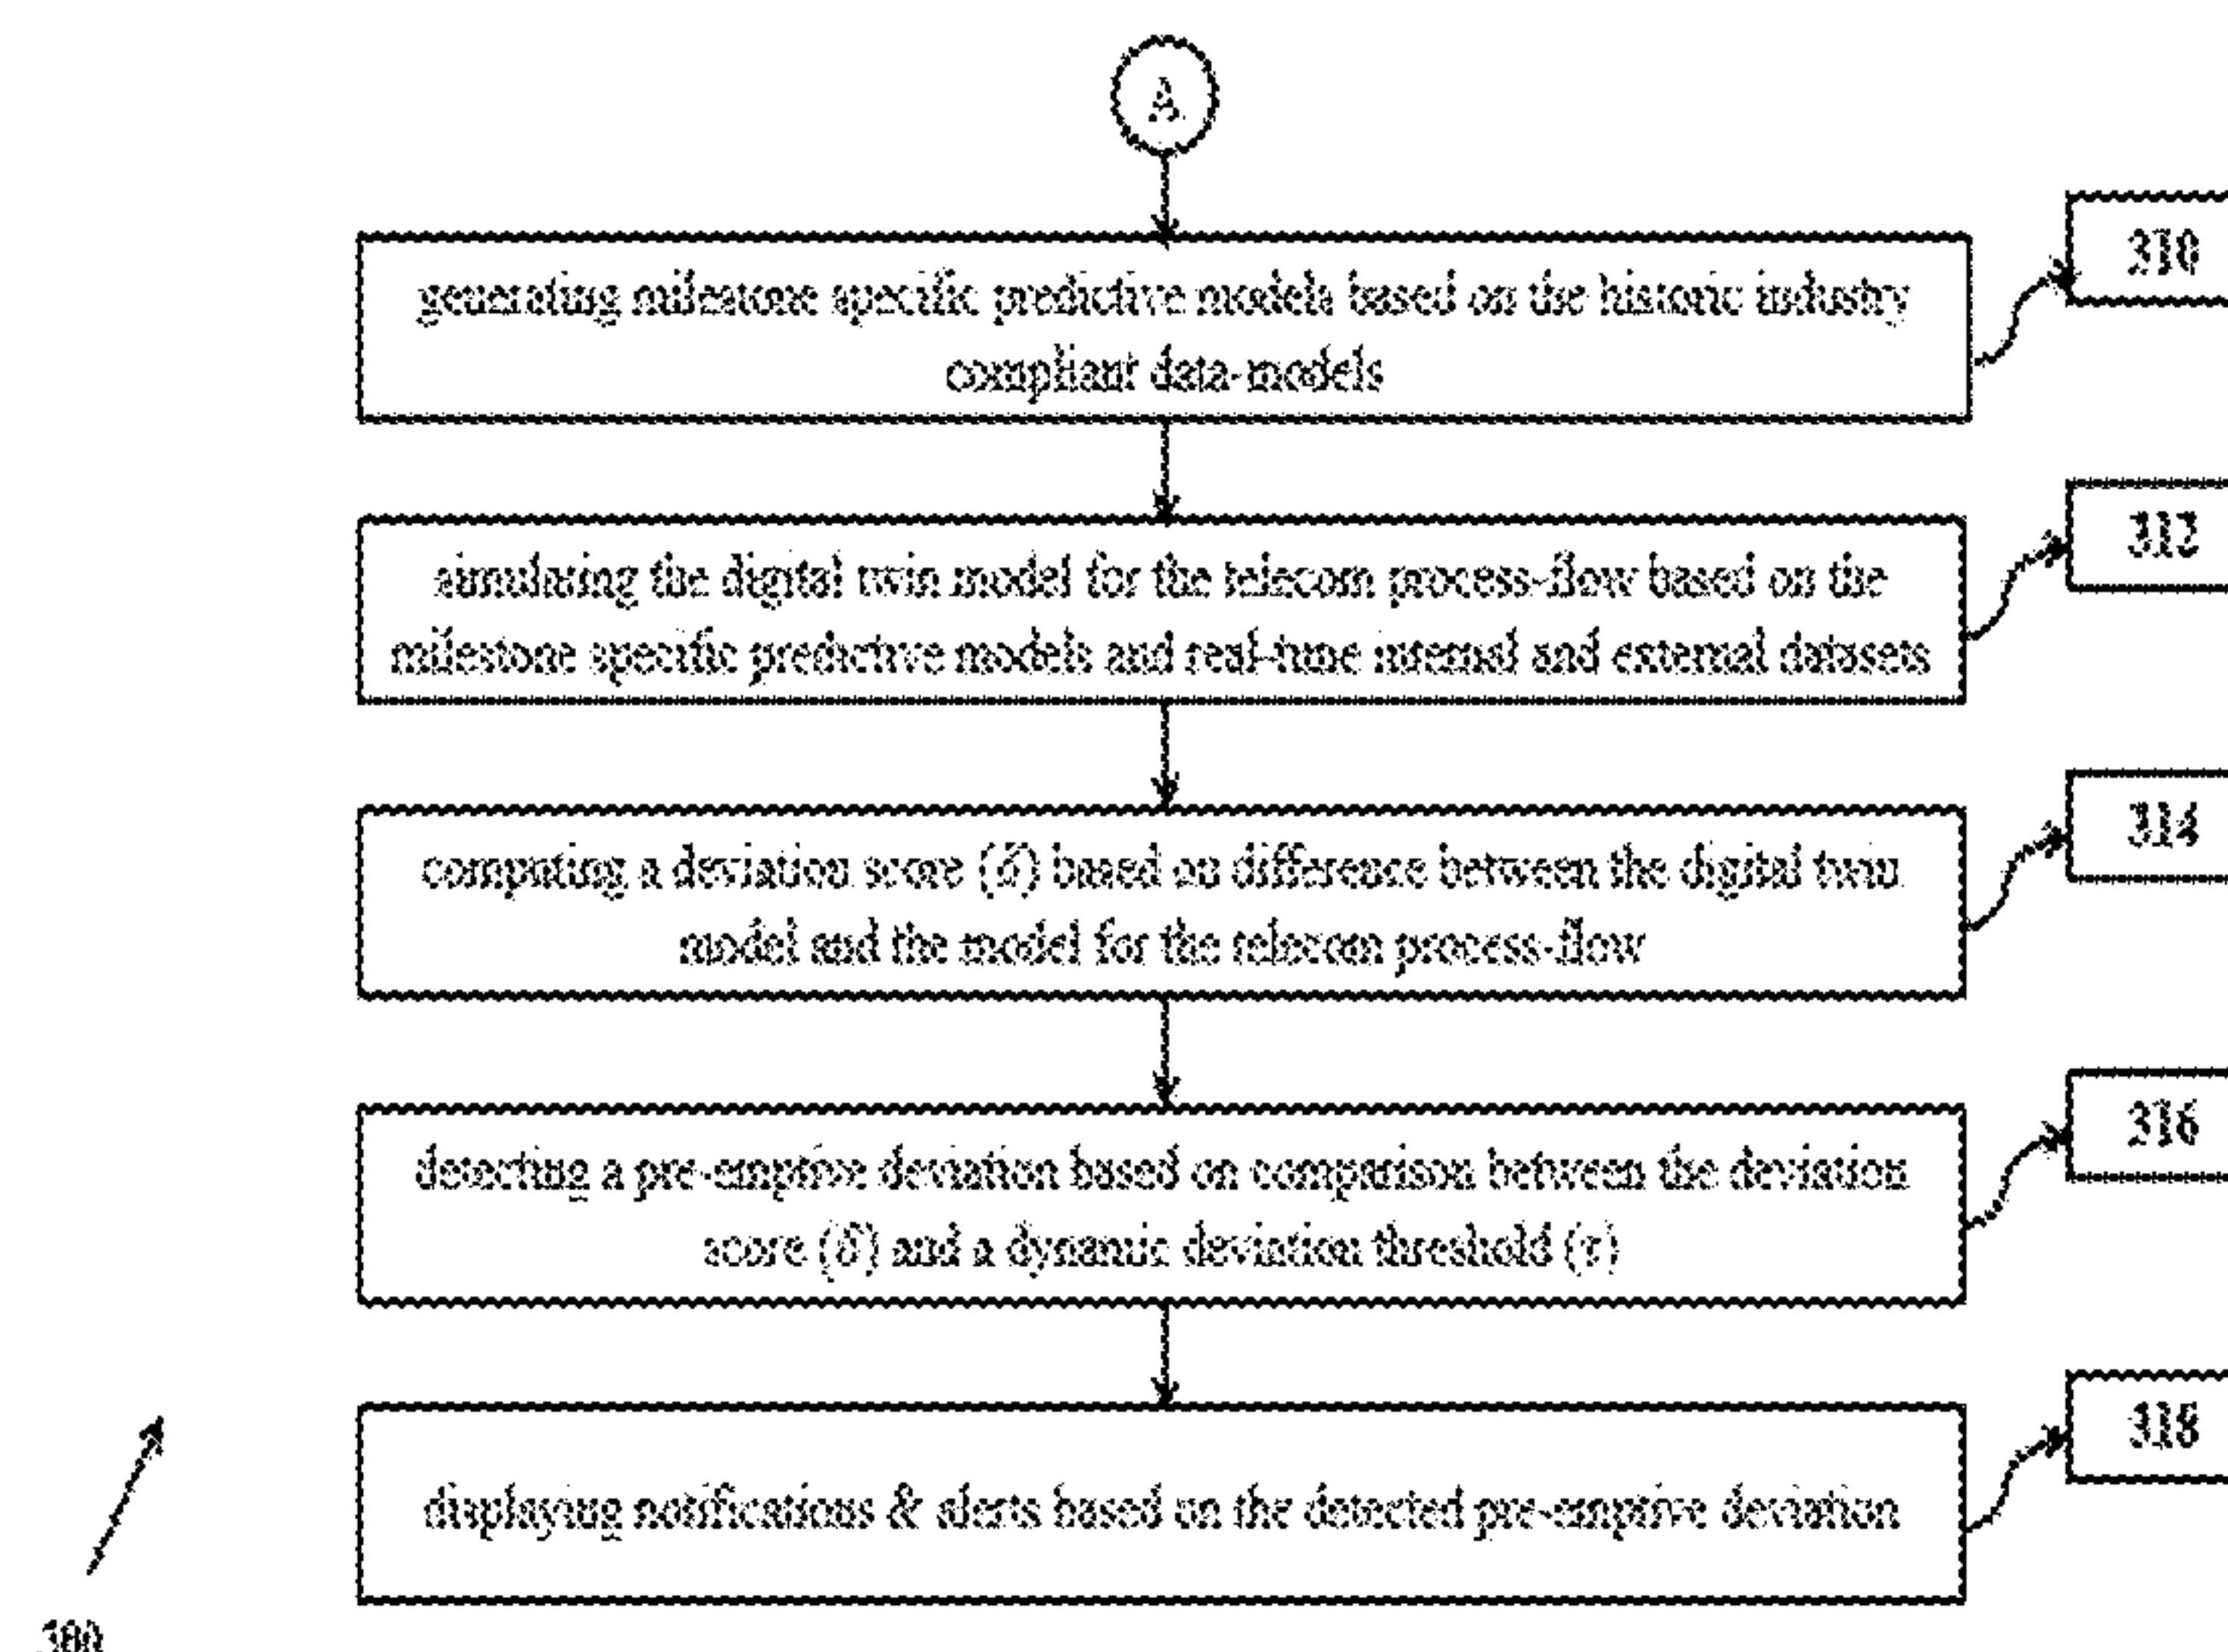 A
generating milestone specific predictive models based on the historic industry
compliant data-models
310
simulating the digital twin model for the telecom process-flow based on the
milestone specific predictive models and real-time internal and external datasets
312
computing a deviation score (δ) based on difference between the digital twin
model and the model for the telecom process-flow
314
detecting a pre-emptive deviation based on comparison between the deviation
score (δ) and a dynamic deviation threshold (τ)
316
displaying notifications & alerts based on the detected pre-emptive deviation
318
300